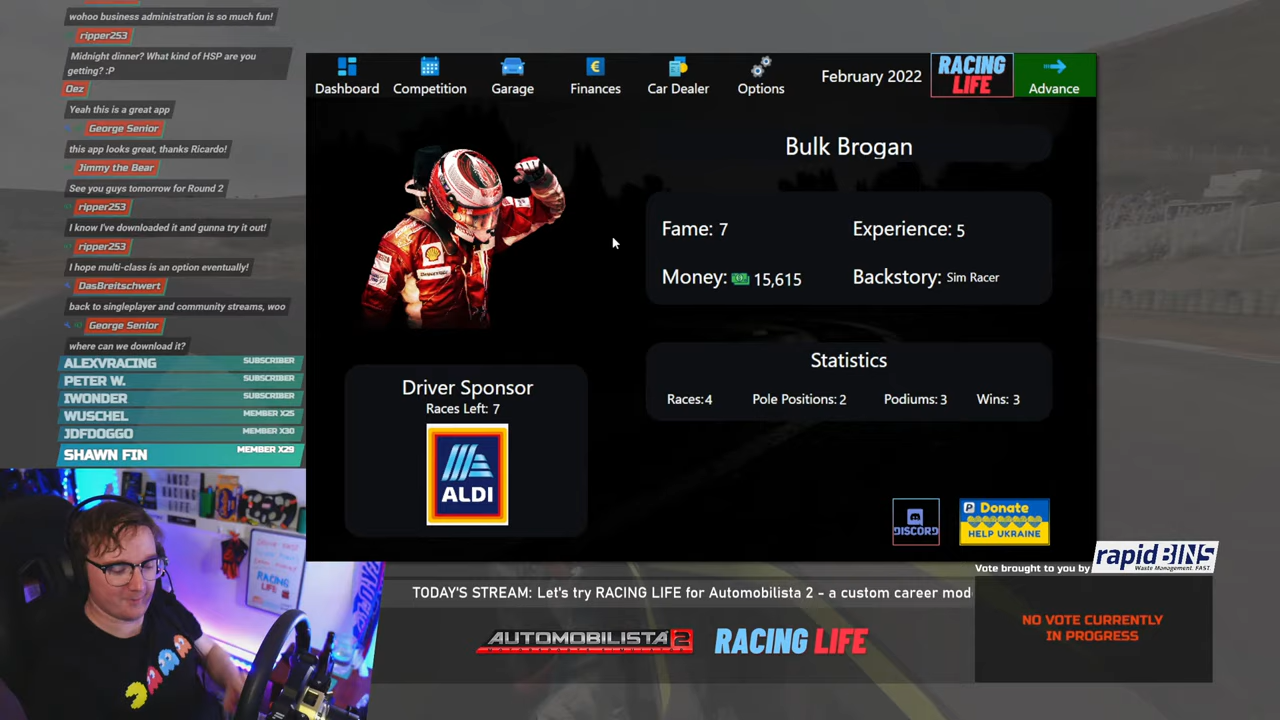 wohoo business administration is so much fun!
ripper253
Midnight dinner? What kind of HSP are you
getting? :P
Oez
Yeah this is a great app
George Senior
this app looks great, thanks Ricardo!
Jimmy the Bear
See you guys tomorrow for Round 2
ripper253
I know I've downloaded it and gunna try it out!
ripper253
I hope multi-class is an option eventually!
DasBreitschwert
back to singleplayer and community streams, woo
George Senior
where can we download it?
ALEXVRACING SUBSCRIBER
PETER W. SUBSCRIBER
IWONDER SUBSCRIBER
WUSCHEL MEMBER X25
JDFDOGGO MEMBER X30
SHAWN FIN MEMBER X29
Dashboard
Competition
Garage
Finances
Car Dealer
Options
February 2022
RACING
LIFE
Advance
Bulk Brogan
Fame: 7
Experience: 5
Money: 15,615
Backstory: Sim Racer
Statistics
Races:4 Pole Positions: 2 Podiums: 3 Wins: 3
Driver Sponsor
Races Left: 7
ALDI
DISCORD
Donate
HELP UKRAINE
Vote brought to you by rapidBINS
Waste Management. FAST.
TODAY'S STREAM: Let's try RACING LIFE for Automobilista 2 - a custom career mod
AUTOMOBILISTA 2 RACING LIFE
NO VOTE CURRENTLY
IN PROGRESS
RACING
LIFE